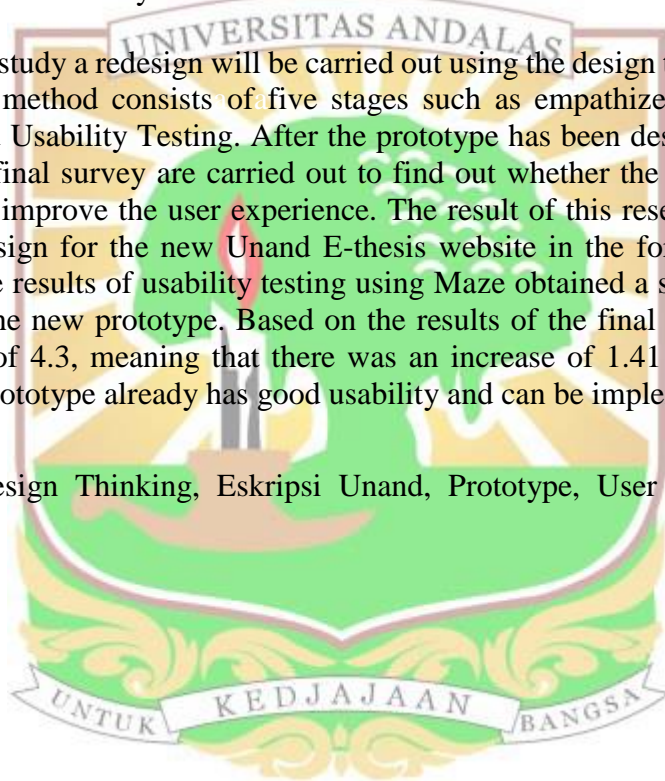 UNIVERSITAS ANDALAS
study a redesign will be carried out using the design t
method consists of a five stages such as empathize
Usability Testing. After the prototype has been des
final survey are carried out to find out whether the
improve the user experience. The result of this rese
sign for the new Unand E-thesis website in the for
e results of usability testing using Maze obtained a s
he new prototype. Based on the results of the final
of 4.3, meaning that there was an increase of 1.41
ototype already has good usability and can be imple
esign Thinking, Eskripsi Unand, Prototype, User
UNTUK KEDJAJAAN BANGSA